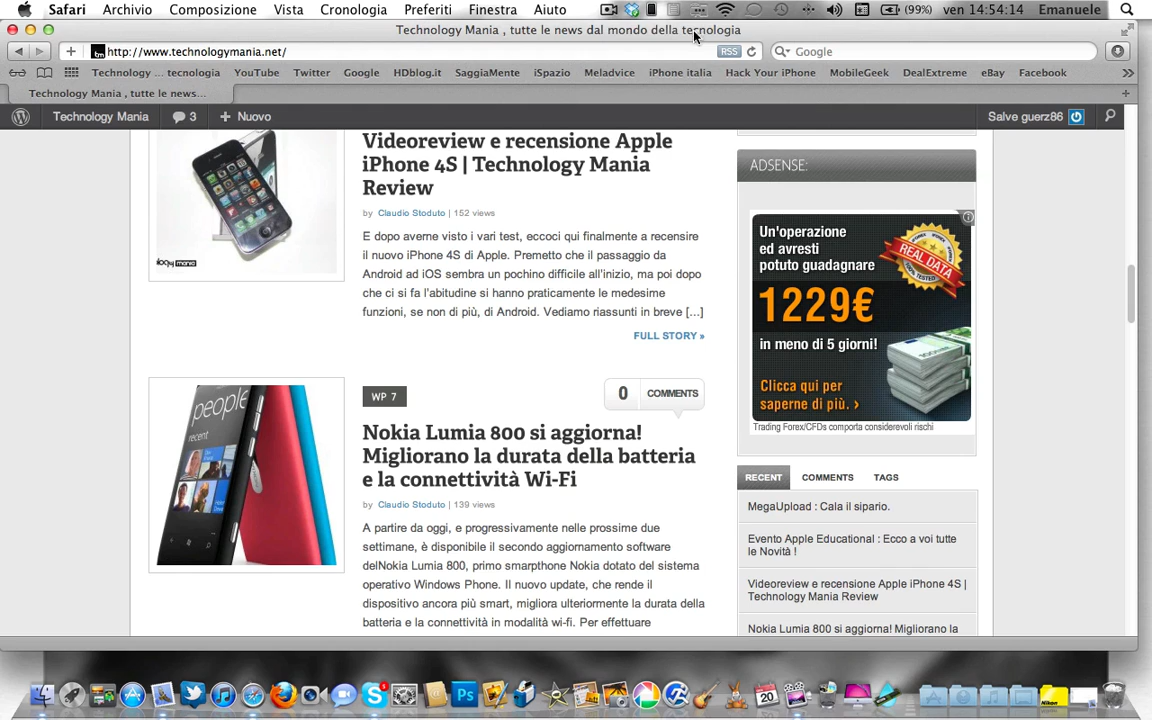 Safari Archivio Composizione Vista Cronologia Preferiti Finestra Aiuto (99%) ven 14:54:14 Emanuele
Technology Mania , tutte le news dal mondo della tecnologia
http://www.technologymania.net/ RSS Google
Technology ... tecnologia YouTube Twitter Google HDblog.it SaggiaMente iSpazio Meladvice iPhone italia Hack Your iPhone MobileGeek DealExtreme eBay Facebook
Technology Mania , tutte le news...
Technology Mania 3 Nuovo Salve guerz86
Videoreview e recensione Apple
iPhone 4S | Technology Mania
Review
by Claudio Stoduto | 152 views
E dopo averne visto i vari test, eccoci qui finalmente a recensire
il nuovo iPhone 4S di Apple. Premetto che il passaggio da
Android ad iOS sembra un pochino difficile all'inizio, ma poi dopo
che ci si fa l'abitudine si hanno praticamente le medesime
funzioni, se non di più, di Android. Vediamo riassunti in breve [...]
FULL STORY »
WP 7
0 COMMENTS
Nokia Lumia 800 si aggiorna!
Migliorano la durata della batteria
e la connettività Wi-Fi
by Claudio Stoduto | 139 views
A partire da oggi, e progressivamente nelle prossime due
settimane, è disponibile il secondo aggiornamento software
delNokia Lumia 800, primo smarpthone Nokia dotato del sistema
operativo Windows Phone. Il nuovo update, che rende il
dispositivo ancora più smart, migliora ulteriormente la durata della
batteria e la connettività in modalità wi-fi. Per effettuare
people
recent
ADSENSE:
Un'operazione
ed avresti
potuto guadagnare
REAL DATA
1229€
in meno di 5 giorni!
Clicca qui per
saperne di più. ›
Trading Forex/CFDs comporta considerevoli rischi
RECENT COMMENTS TAGS
MegaUpload : Cala il sipario.
Evento Apple Educational : Ecco a voi tutte
le Novità !
Videoreview e recensione Apple iPhone 4S |
Technology Mania Review
Nokia Lumia 800 si aggiorna! Migliorano la
20
Nikon